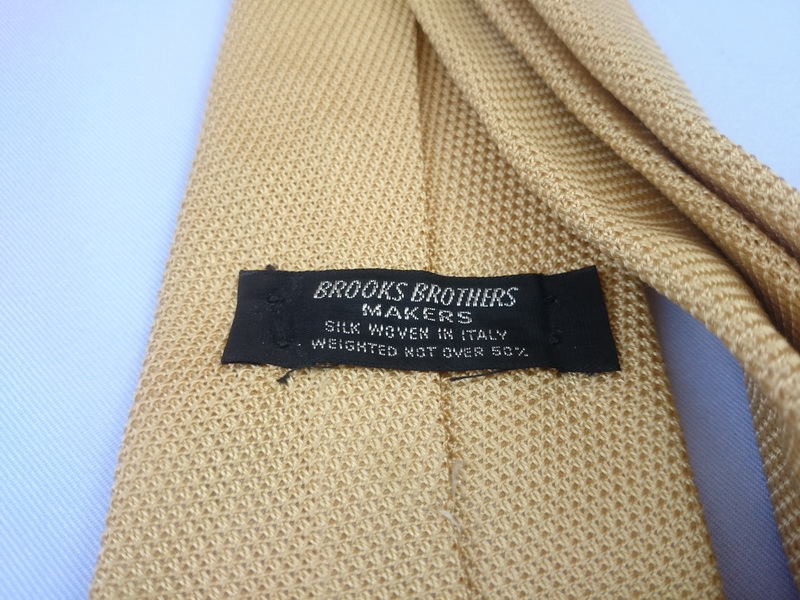 BROOKS BROTHERS
MAKERS
SILK WOVEN IN ITALY
WEIGHTED NOT OVER 50%